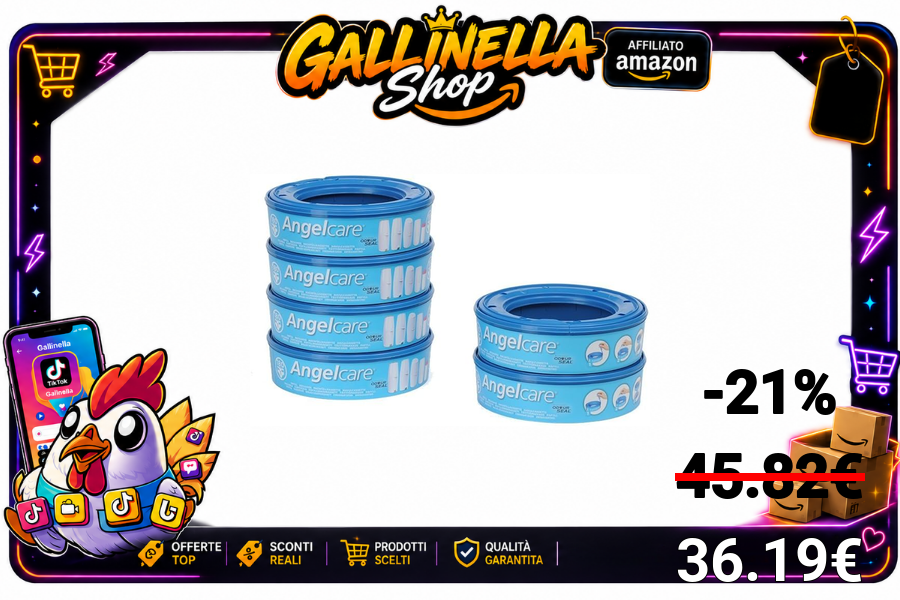 GALLINELLA
Shop
AFFILIATO
amazon
Angelcare
Angelcare
Angelcare
Angelcare
Angelcare
Angelcare
Gallinella
TikTok
Gallinella
-21%
45.82€
36.19€
OFFERTE
TOP
SCONTI
REALI
PRODOTTI
SCELTI
QUALITÀ
GARANTITA